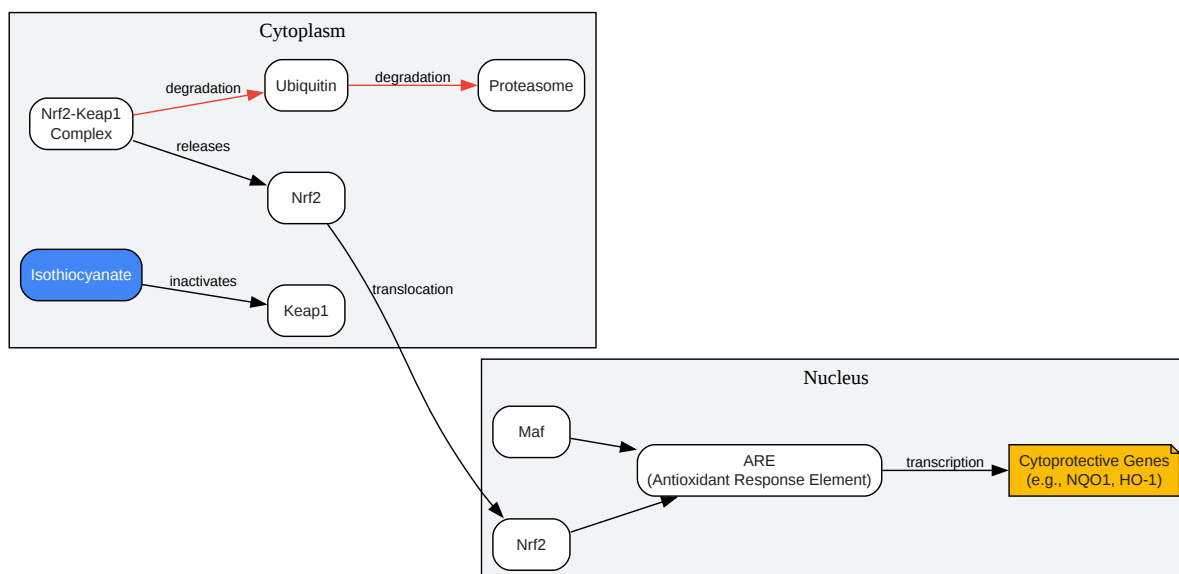 Cytoplasm
Ubiquitin
degradation
Proteasome
degradation
Nrf2-Keap1
Complex
releases
Nrf2
Isothiocyanate
inactivates
Keap1
translocation
Nucleus
Maf
ARE
(Antioxidant Response Element)
transcription
Cytoprotective Genes
(e.g., NQO1, HO-1)
Nrf2